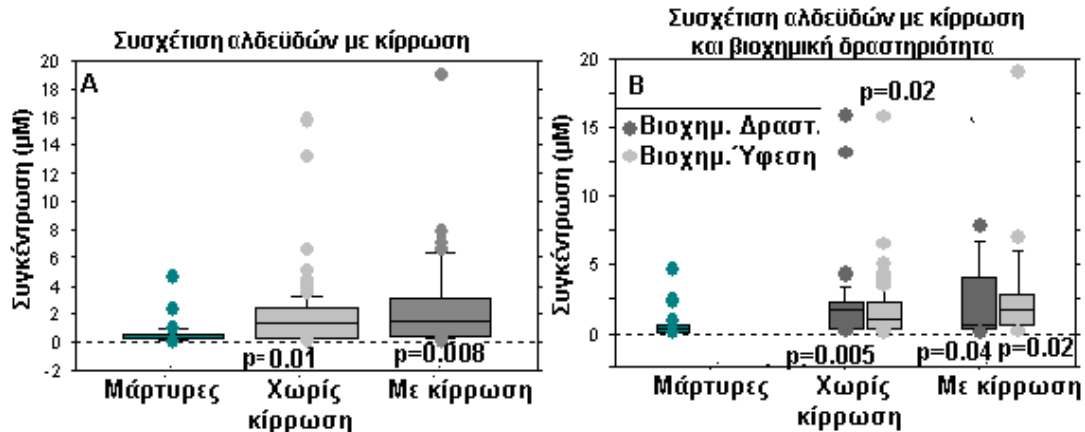 Συσχέτιση αλδεϋδών με κίρρωση
A
Συγκέντρωση (μM)
20
18
16
14
12
10
8
6
4
2
0
-2
p=0.01
p=0.008
Μάρτυρες
Χωρίς
κίρρωση
Με κίρρωση
Συσχέτιση αλδεϋδών με κίρρωση
και βιοχημική δραστηριότητα
B
p=0.02
Βιοχημ. Δραστ.
Βιοχημ. Ύφεση
Συγκέντρωση (μM)
20
15
10
5
0
p=0.005
p=0.04
p=0.02
Μάρτυρες
Χωρίς
κίρρωση
Με κίρρωση